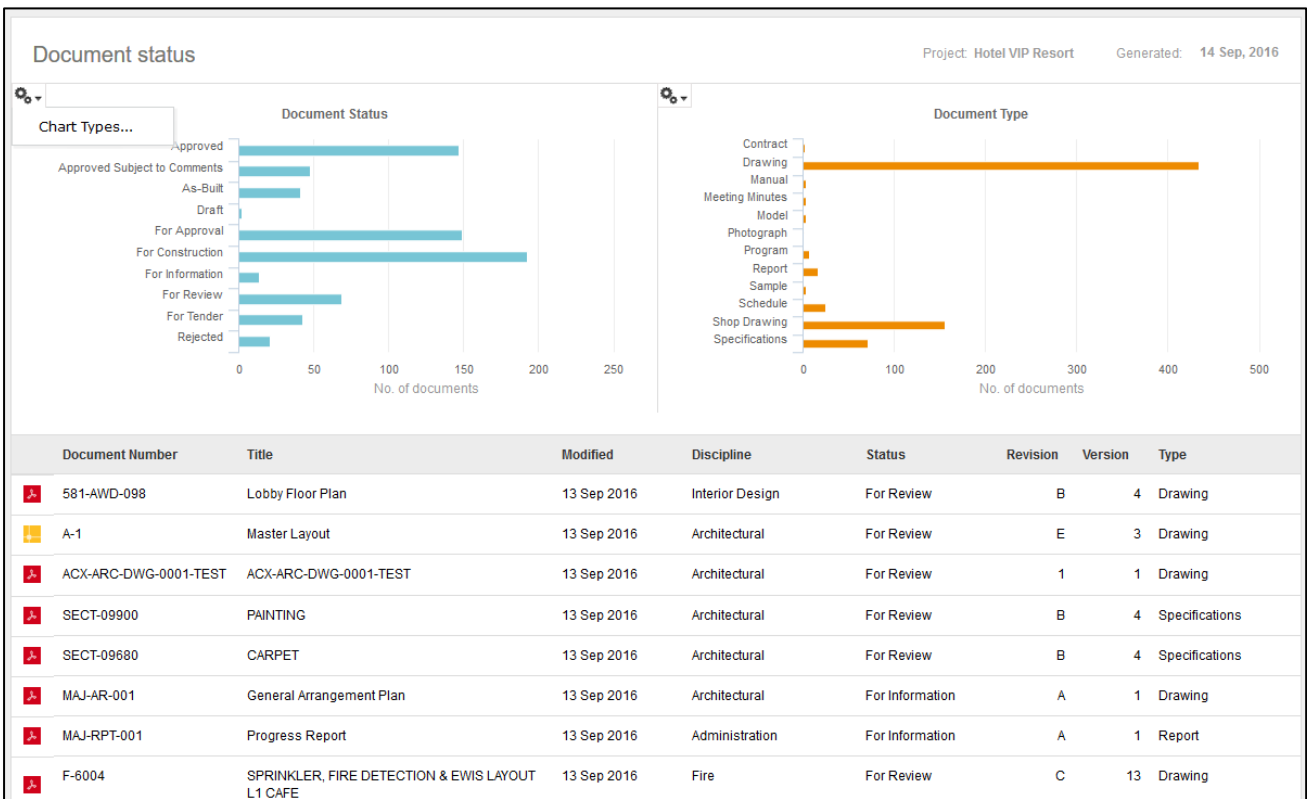 Document status
Project: Hotel VIP Resort Generated: 14 Sep, 2016
Chart Types...
Document Status
Approved
Approved Subject to Comments
As-Built
Draft
For Approval
For Construction
For Information
For Review
For Tender
Rejected
0 50 100 150 200 250
No. of documents
Document Type
Contract
Drawing
Manual
Meeting Minutes
Model
Photograph
Program
Report
Sample
Schedule
Shop Drawing
Specifications
0 100 200 300 400 500
No. of documents
Document Number Title Modified Discipline Status Revision Version Type
581-AWD-098 Lobby Floor Plan 13 Sep 2016 Interior Design For Review B 4 Drawing
A-1 Master Layout 13 Sep 2016 Architectural For Review E 3 Drawing
ACX-ARC-DWG-0001-TEST ACX-ARC-DWG-0001-TEST 13 Sep 2016 Architectural For Review 1 1 Drawing
SECT-09900 PAINTING 13 Sep 2016 Architectural For Review B 4 Specifications
SECT-09680 CARPET 13 Sep 2016 Architectural For Review B 4 Specifications
MAJ-AR-001 General Arrangement Plan 13 Sep 2016 Architectural For Information A 1 Drawing
MAJ-RPT-001 Progress Report 13 Sep 2016 Administration For Information A 1 Report
F-6004 SPRINKLER, FIRE DETECTION & EWIS LAYOUT 13 Sep 2016 Fire For Review C 13 Drawing
L1 CAFE